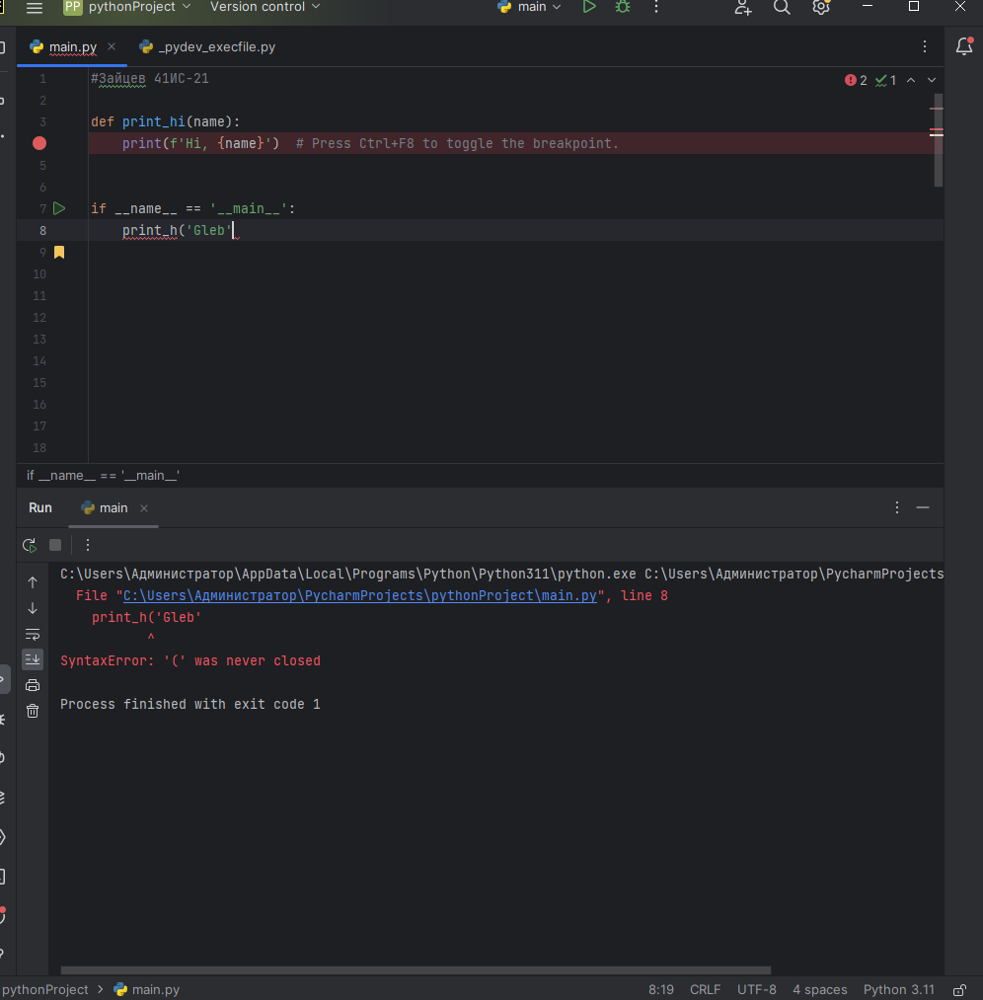 PP pythonProject Version control main
main.py _pydev_execfile.py
1 #Зайцев 41ИС-21 2 1
2
3 def print_hi(name):
print(f'Hi, {name}') # Press Ctrl+F8 to toggle the breakpoint.
5
6
7 if __name__ == '__main__':
8 print_h('Gleb'
9
10
11
12
13
14
15
16
17
18
if __name__ == '__main__'
Run main
C:\Users\Администратор\AppData\Local\Programs\Python\Python311\python.exe C:\Users\Администратор\PycharmProjects
File "C:\Users\Администратор\PycharmProjects\pythonProject\main.py", line 8
print_h('Gleb'
^
SyntaxError: '(' was never closed
Process finished with exit code 1
pythonProject > main.py 8:19 CRLF UTF-8 4 spaces Python 3.11